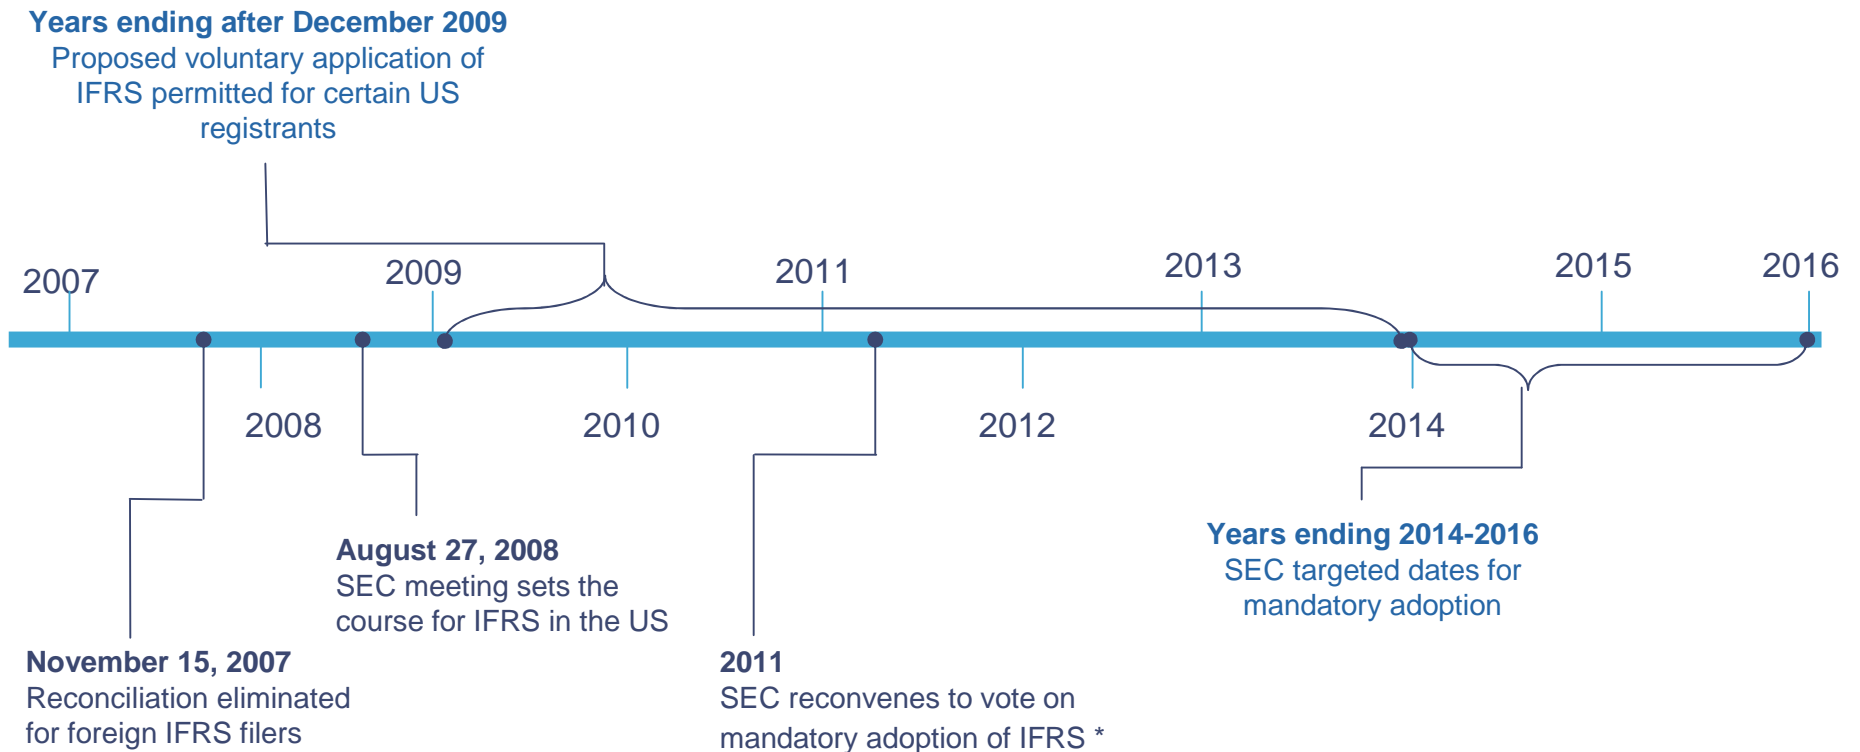 Years ending after December 2009
Proposed voluntary application of
IFRS permitted for certain US
registrants
2007
2009
2011
2013
2015
2016
2008
2010
2012
2014
August 27, 2008
SEC meeting sets the
course for IFRS in the US
Years ending 2014-2016
SEC targeted dates for
mandatory adoption
November 15, 2007
Reconciliation eliminated
for foreign IFRS filers
2011
SEC reconvenes to vote on
mandatory adoption of IFRS *